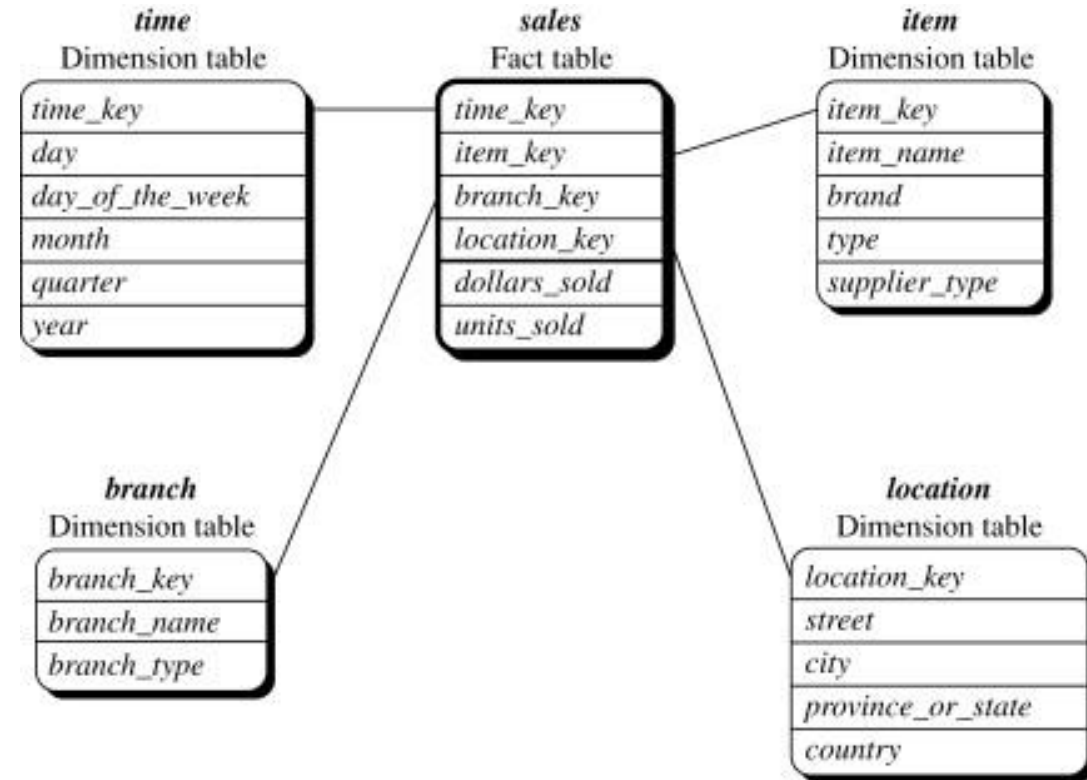 time
Dimension table
time_key
day
day_of_the_week
month
quarter
year
sales
Fact table
time_key
item_key
branch_key
location_key
dollars_sold
units_sold
item
Dimension table
item_key
item_name
brand
type
supplier_type
branch
Dimension table
branch_key
branch_name
branch_type
location
Dimension table
location_key
street
city
province_or_state
country